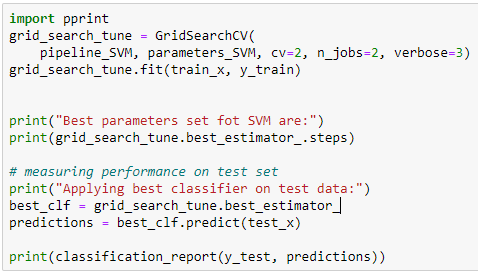 import pprint
grid_search_tune = GridSearchCV(
    pipeline_SVM, parameters_SVM, cv=2, n_jobs=2, verbose=3)
grid_search_tune.fit(train_x, y_train)
print("Best parameters set fot SVM are:")
print(grid_search_tune.best_estimator_.steps)
# measuring performance on test set
print("Applying best classifier on test data:")
best_clf = grid_search_tune.best_estimator_
predictions = best_clf.predict(test_x)
print(classification_report(y_test, predictions))